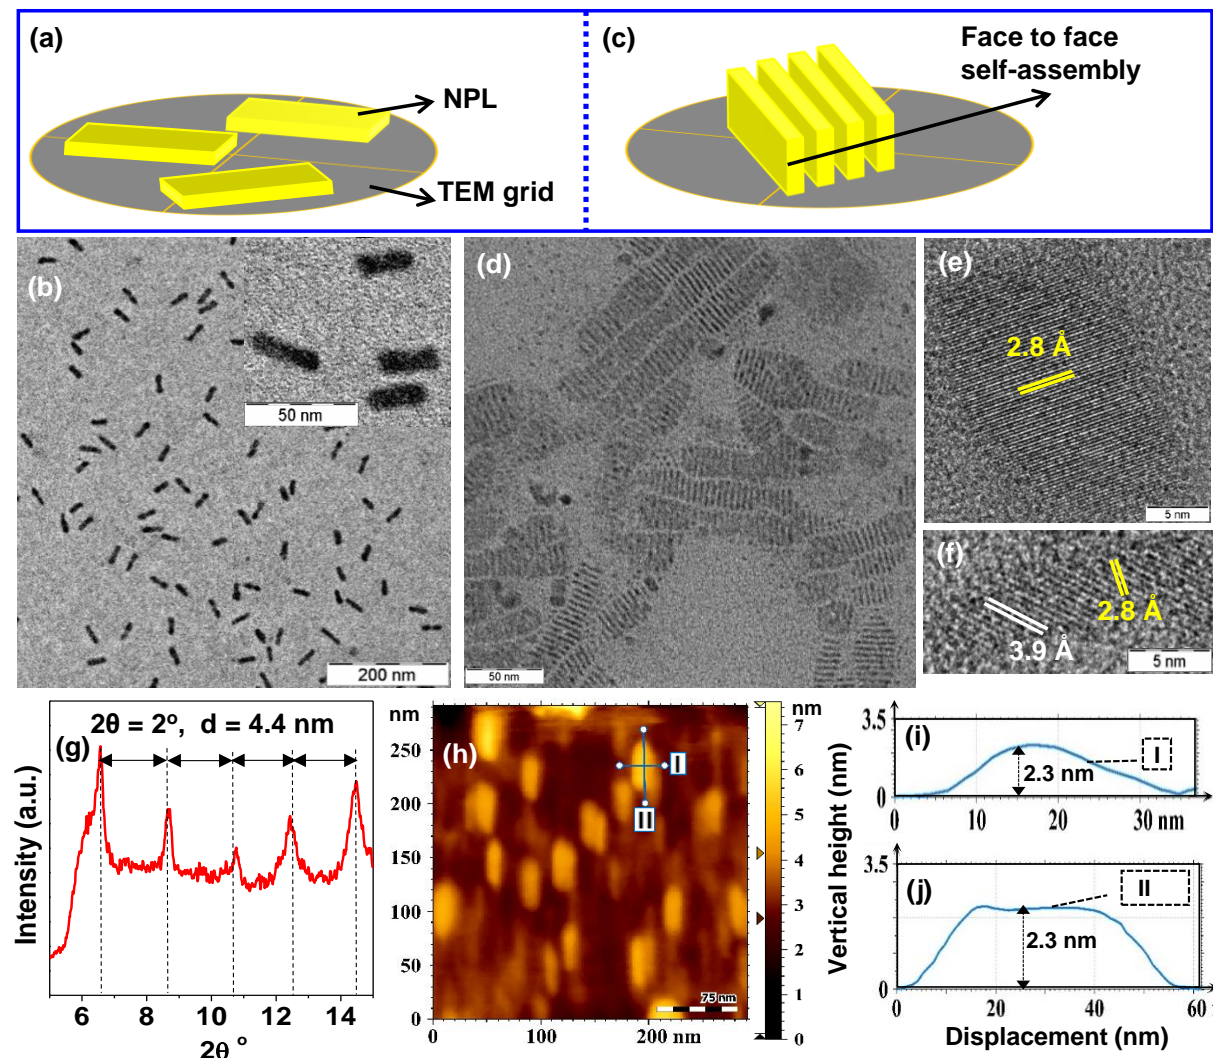 (a)
NPL
TEM grid
(c)
Face to face
self-assembly
(b)
50 nm
200 nm
(d)
50 nm
(e)
2.8 Å
5 nm
(f)
2.8 Å
3.9 Å
5 nm
(g)
2θ = 2°, d = 4.4 nm
Intensity (a.u.)
6 8 10 12 14
2θ °
(h)
nm
250
200
150
100
50
0
0 100 200 nm
I
II
75 nm
nm
7
6
5
4
3
2
1
0
(i)
3.5
0
I
2.3 nm
0 10 20 30 nm
Vertical height (nm)
(j)
3.5
0
II
2.3 nm
0 20 40 60
Displacement (nm)